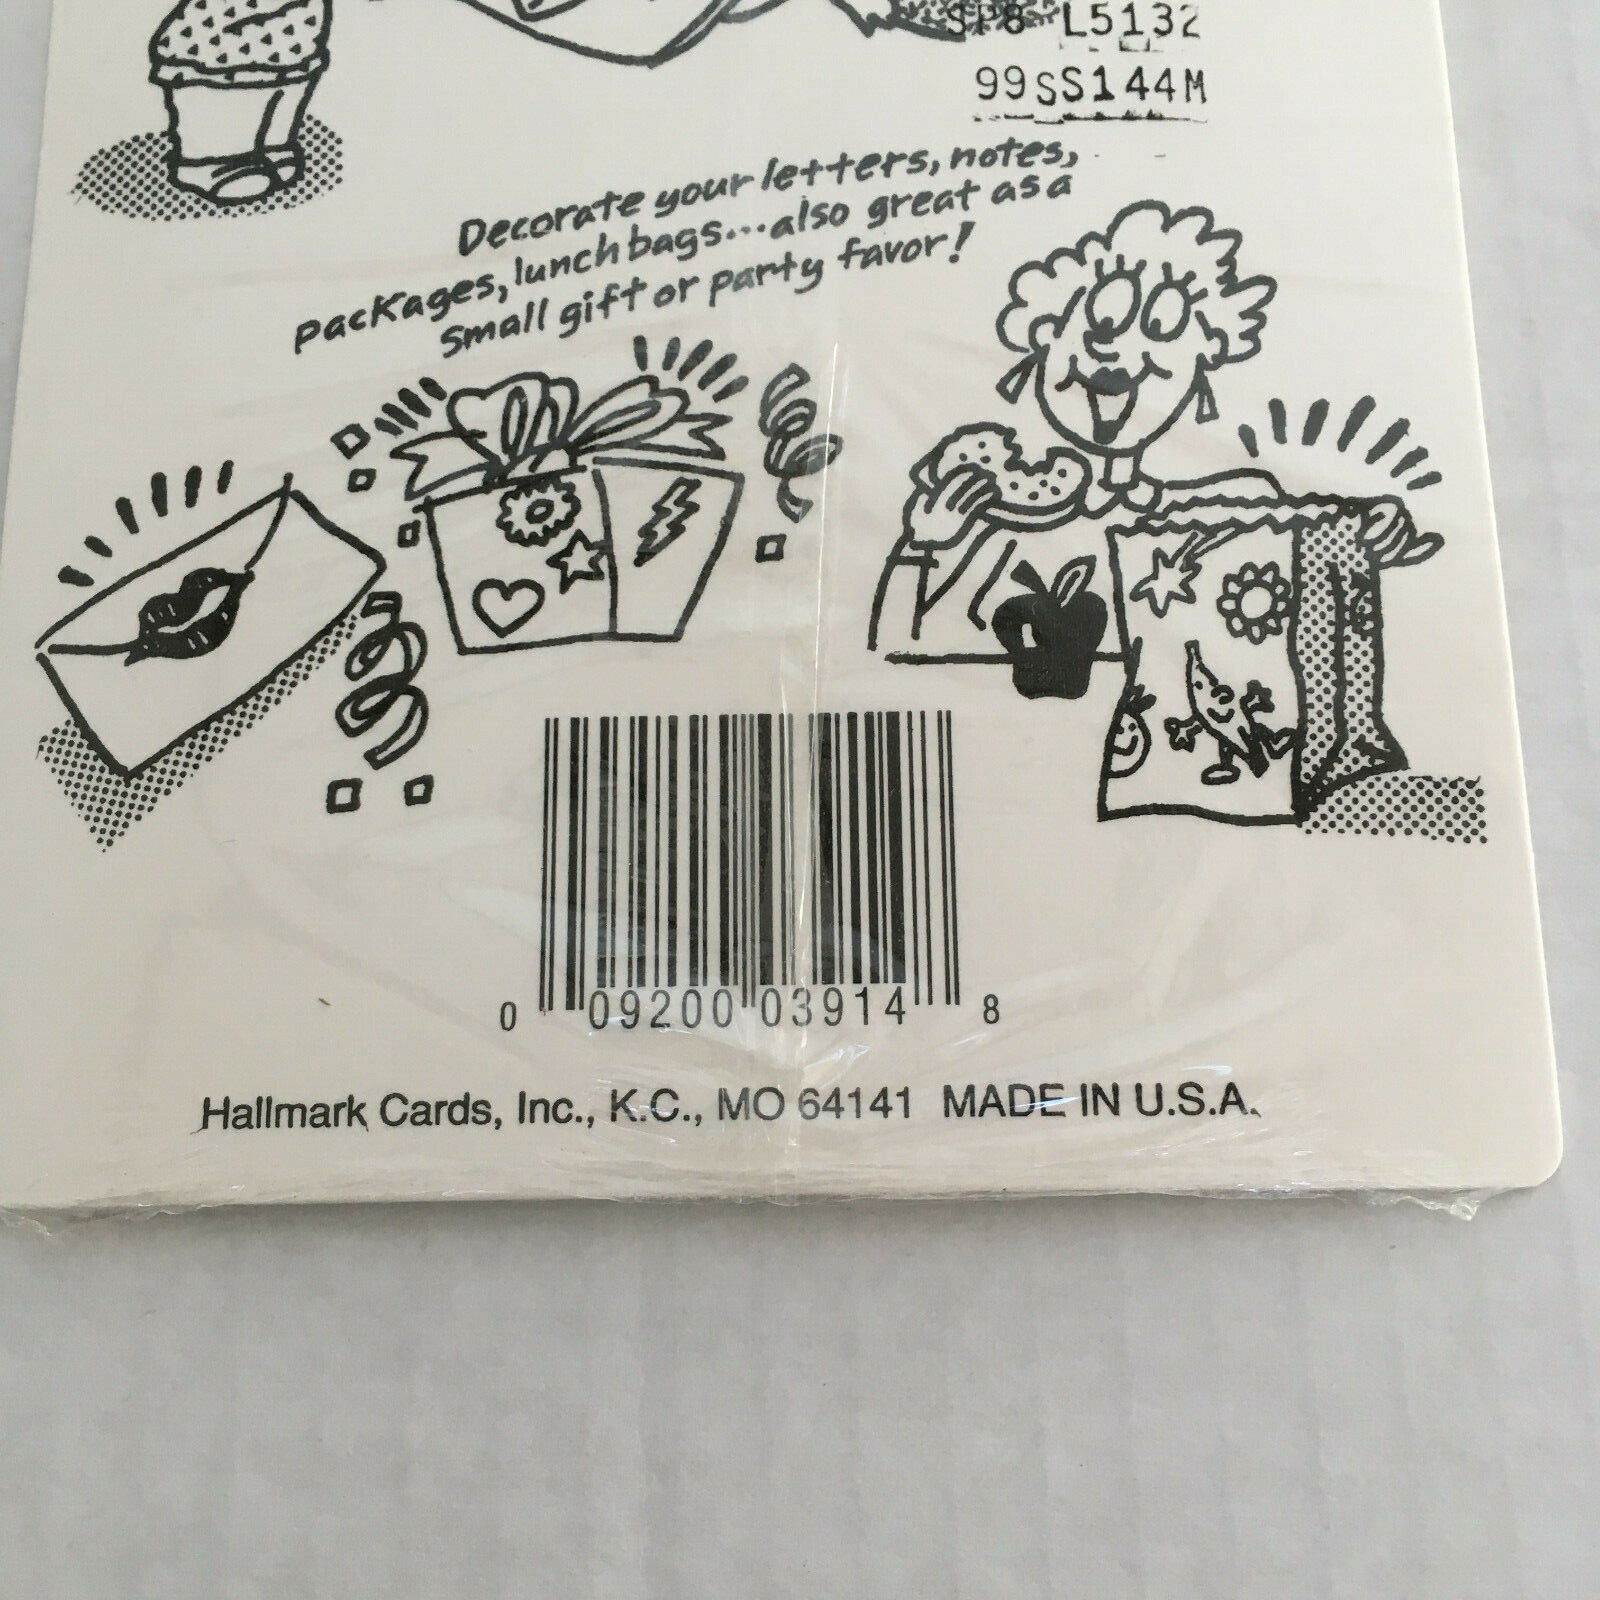 SP8 L5132
99SS144M
Decorate your letters, notes,
packages, lunch bags...also great as a
small gift or party favor!
0 09200 03914 8
Hallmark Cards, Inc., K.C., MO 64141 MADE IN U.S.A.